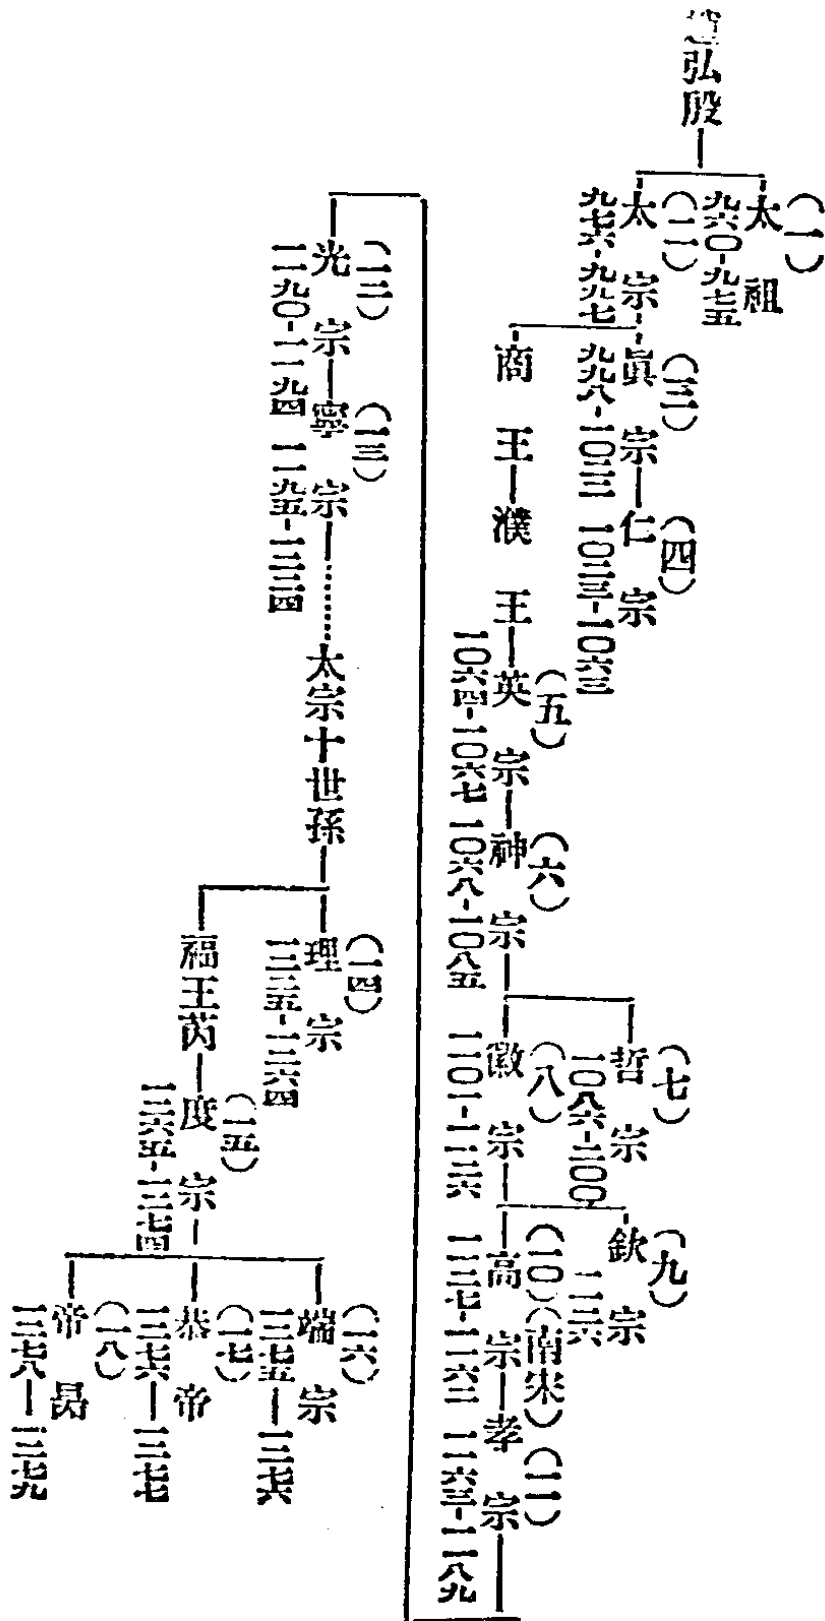 趙弘殷
(一)
太祖
九六〇-九七五
(二)
太宗
九七六-九九七
(三)
眞宗
九九八-一〇二二
(四)
仁宗
一〇二三-一〇六三
商王
濮王
(五)
英宗
一〇六四-一〇六七
(六)
神宗
一〇六八-一〇八五
(七)
哲宗
一〇八六-一一〇〇
(八)
徽宗
一一〇一-一一二六
(九)
欽宗
一一二六
(一〇)(南宋)
高宗
一一二七-一一六二
(一一)
孝宗
一一六三-一一八九
(一二)
光宗
一一九〇-一一九四
(一三)
寧宗
一一九五-一二二四
太宗十世孫
(一四)
理宗
一二二五-一二六四
福王芮
(一五)
度宗
一二六五-一二七四
(一六)
端宗
一二七五—一二七六
(一七)
恭帝
一二七六—一二七七
(一八)
帝昺
一二七八—一二七九